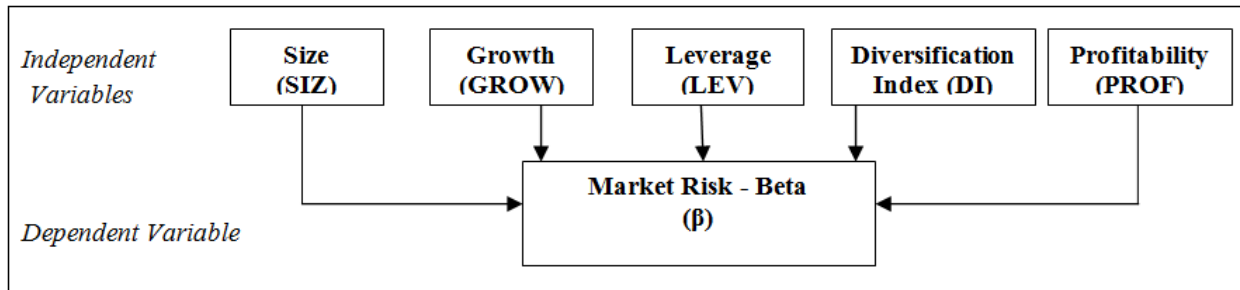 Independent
Variables
Size
(SIZ)
Growth
(GROW)
Leverage
(LEV)
Diversification
Index (DI)
Profitability
(PROF)
Market Risk - Beta
(β)
Dependent Variable